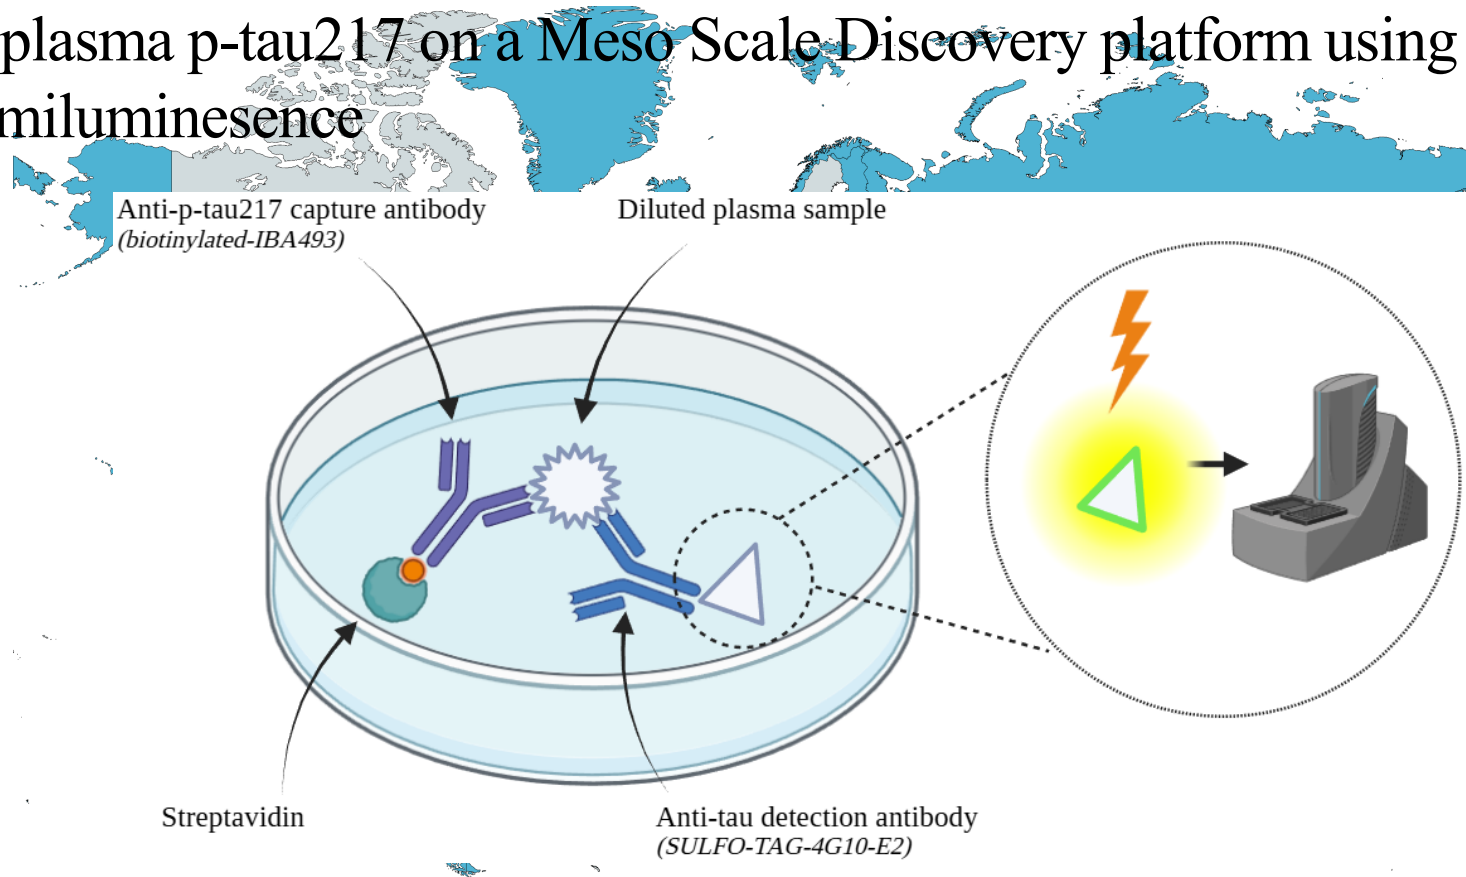 plasma p-tau217 on a Meso Scale Discovery platform using
miluminesence
Anti-p-tau217 capture antibody
(biotinylated-IBA493)
Diluted plasma sample
Streptavidin
Anti-tau detection antibody
(SULFO-TAG-4G10-E2)